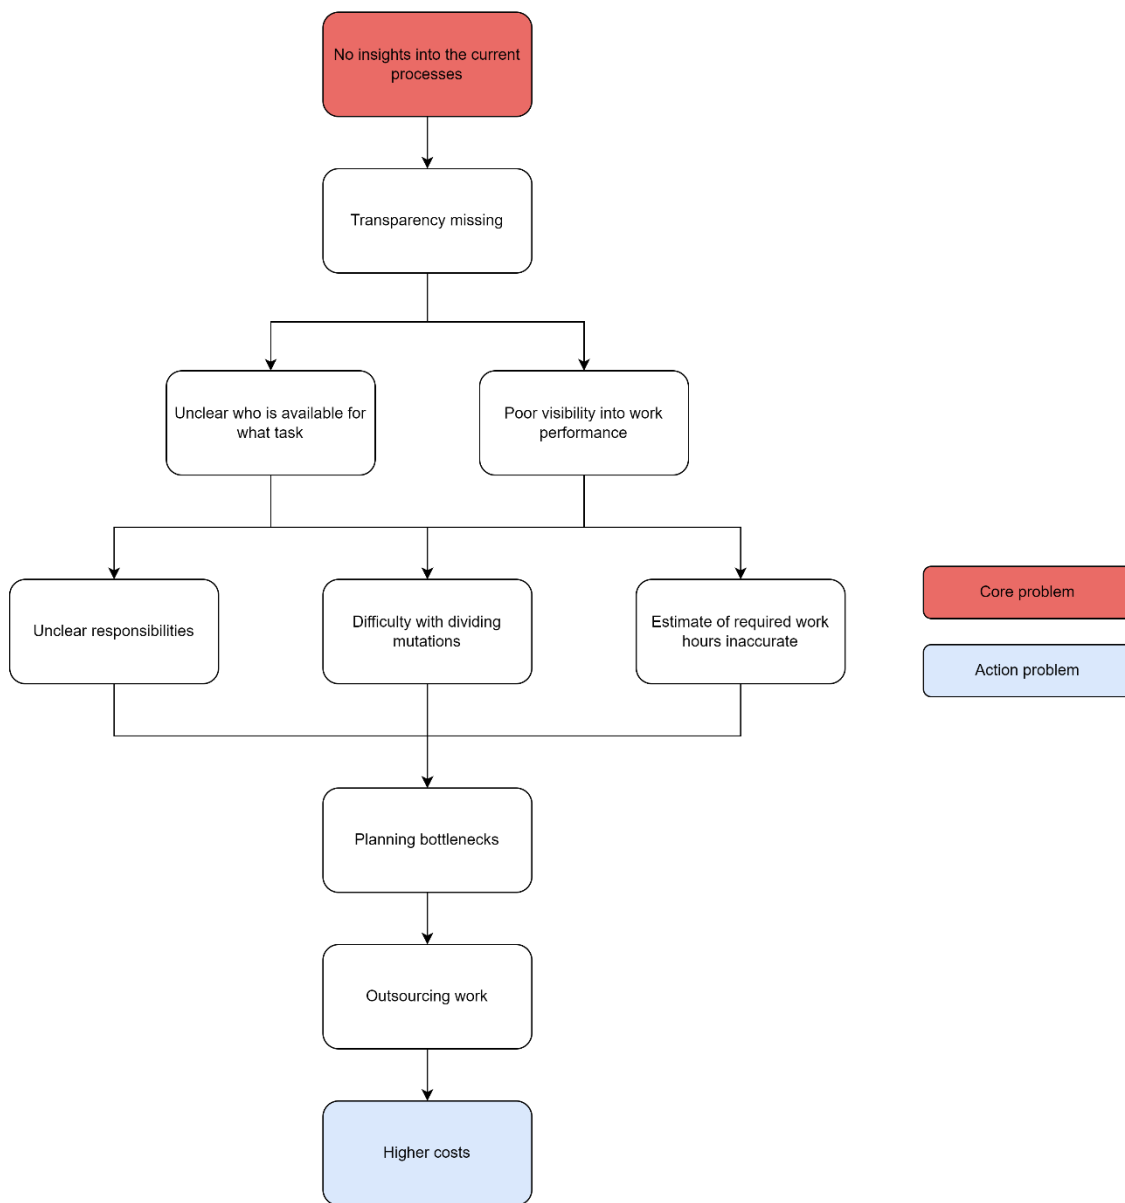 No insights into the current
processes
Transparency missing
Unclear who is available for
what task
Poor visibility into work
performance
Unclear responsibilities
Difficulty with dividing
mutations
Estimate of required work
hours inaccurate
Core problem
Action problem
Planning bottlenecks
Outsourcing work
Higher costs